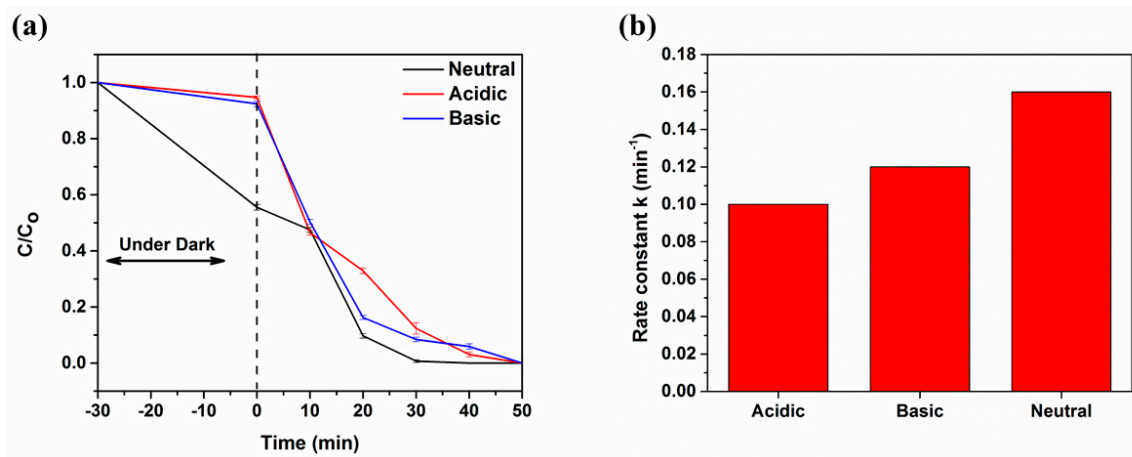 (a)
C/C₀
1.0
0.8
0.6
0.4
0.2
0.0
Neutral
Acidic
Basic
Under Dark
-30 -20 -10 0 10 20 30 40 50
Time (min)
(b)
Rate constant k (min⁻¹)
0.18
0.16
0.14
0.12
0.10
0.08
0.06
0.04
0.02
0.00
Acidic Basic Neutral